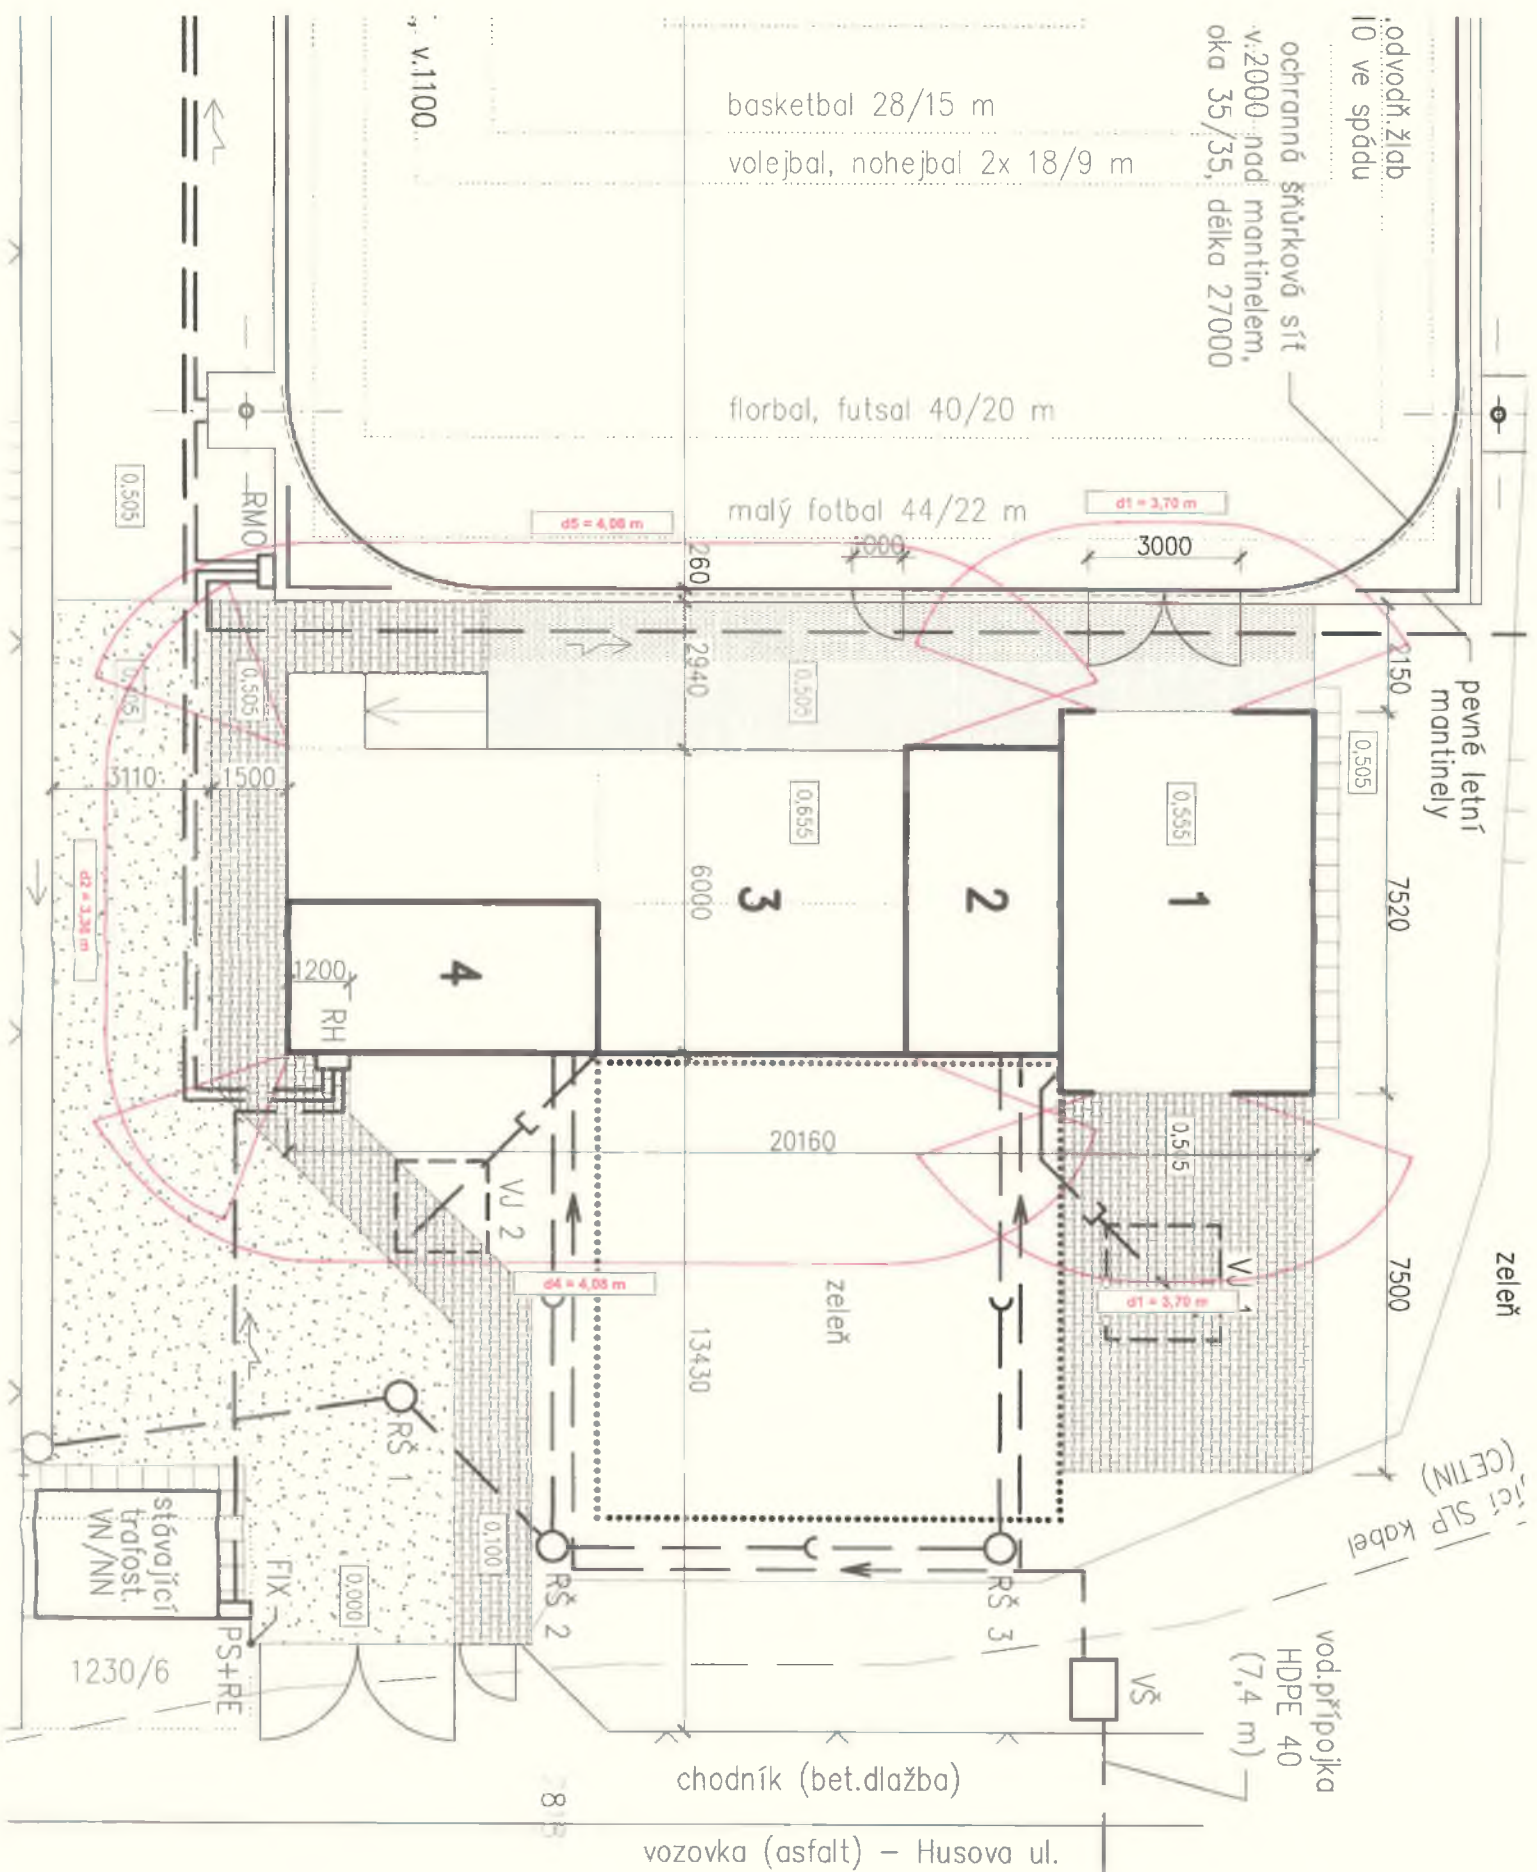 .odvodň.žlab
10 ve spádu
ochranná šňůrková síť
v.2000 nad mantinelem,
oka 35/35, délka 27000
v.1100
basketbal 28/15 m
volejbal, nohejbal 2x 18/9 m
florbal, futsal 40/20 m
malý fotbal 44/22 m
d1 = 3,70 m
d5 = 4,08 m
3000
260
RMO
0,505
0,505
0,505
2940
0,505
2150
pevné letní
mantinely
0,505
3110
1500
0,655
0,555
6000
7520
1
2
3
4
1200
RH
20160
0,505
VJ 2
VJ 1
d4 = 4,08 m
d1 = 3,70 m
zeleň
zeleň
7500
13430
SLP kabel
(CETIN)
RŠ 1
RŠ 2
RŠ 3
0,100
0,000
stávající
trafost.
VN/NN
FIX
PS+RE
1230/6
VŠ
vod.přípojka
HDPE 40
(7,4 m)
chodník (bet.dlažba)
vozovka (asfalt) – Husova ul.